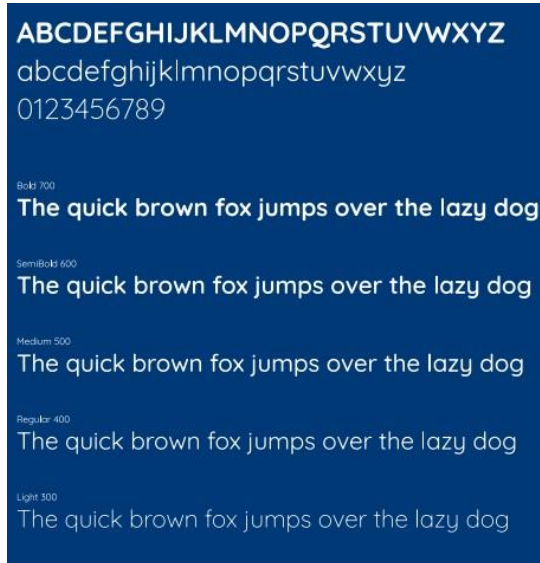 ABCDEFGHIJKLMNOPQRSTUVWXYZ
abcdefghijklmnopqrstuvwxyz
0123456789
Bold 700
The quick brown fox jumps over the lazy dog
SemiBold 600
The quick brown fox jumps over the lazy dog
Medium 500
The quick brown fox jumps over the lazy dog
Regular 400
The quick brown fox jumps over the lazy dog
Light 300
The quick brown fox jumps over the lazy dog